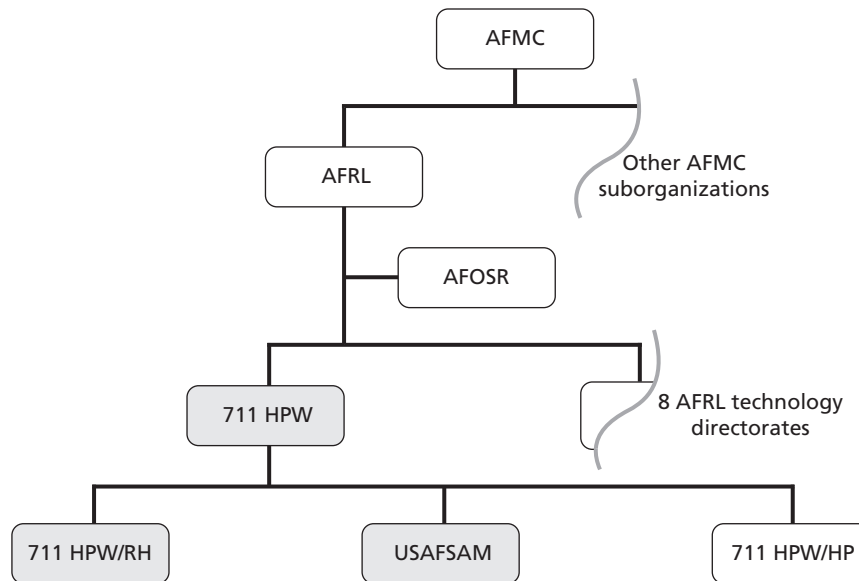 AFMC
Other AFMC
suborganizations
AFRL
AFOSR
711 HPW
8 AFRL technology
directorates
711 HPW/RH
USAFSAM
711 HPW/HP